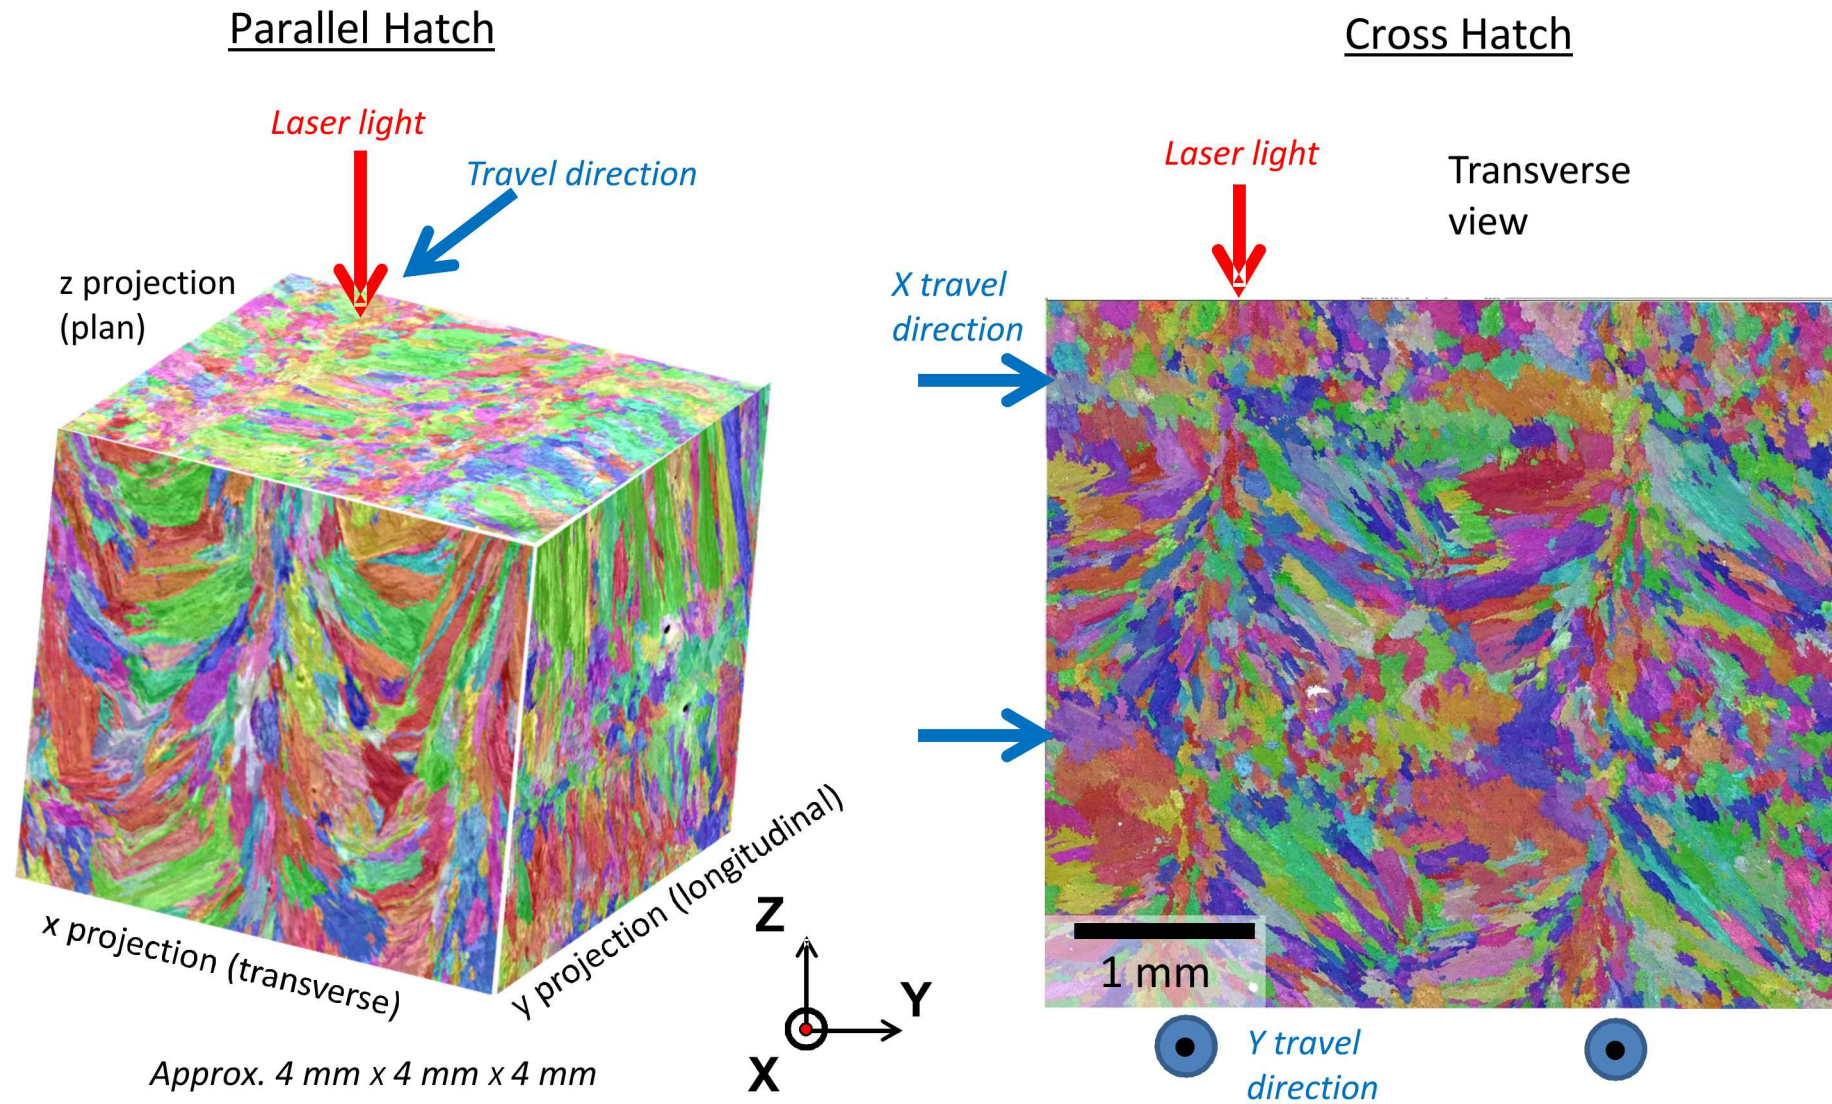 Parallel Hatch
Laser light
Travel direction
z projection
(plan)
x projection (transverse)
y projection (longitudinal)
Approx. 4 mm x 4 mm x 4 mm
Z
Y
X
Cross Hatch
Laser light
Transverse
view
X travel
direction
1 mm
Y travel
direction